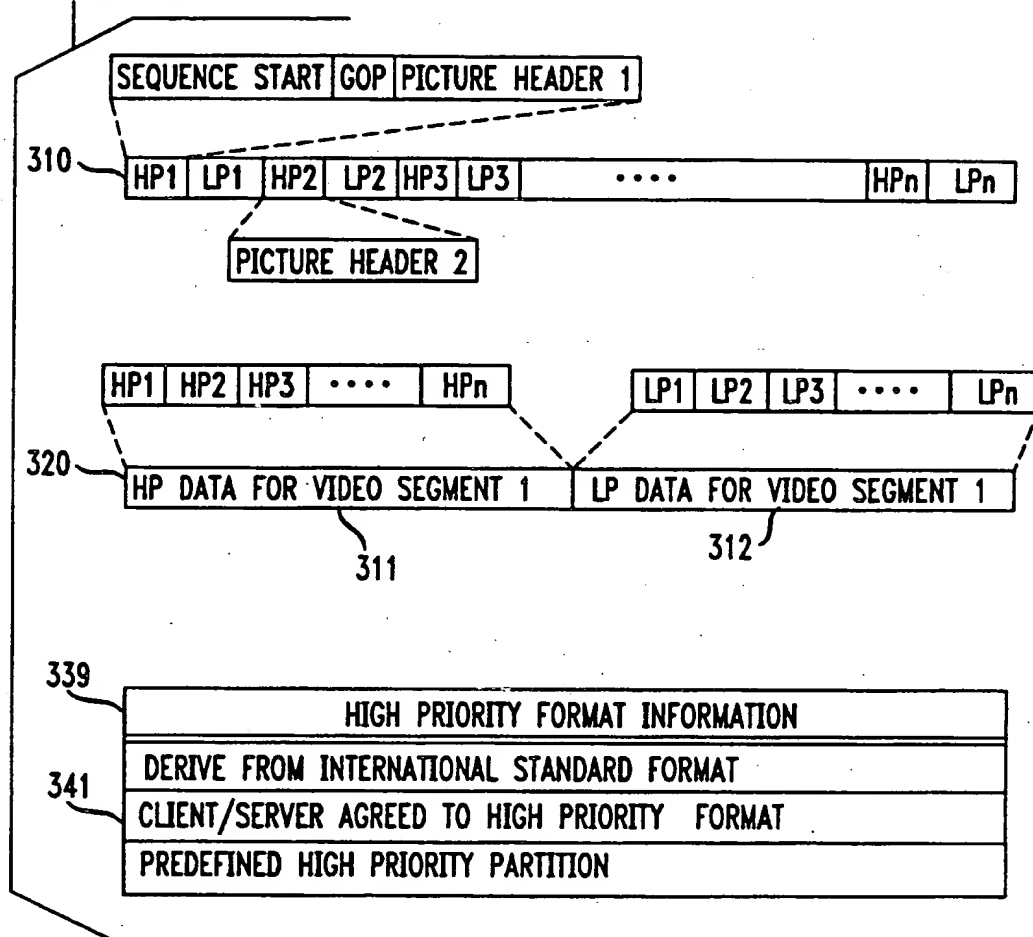 SEQUENCE START GOP PICTURE HEADER 1
310 HP1 LP1 HP2 LP2 HP3 LP3 •••• HPn LPn
PICTURE HEADER 2
HP1 HP2 HP3 •••• HPn LP1 LP2 LP3 •••• LPn
320 HP DATA FOR VIDEO SEGMENT 1 LP DATA FOR VIDEO SEGMENT 1
311 312
339
HIGH PRIORITY FORMAT INFORMATION
DERIVE FROM INTERNATIONAL STANDARD FORMAT
341
CLIENT/SERVER AGREED TO HIGH PRIORITY FORMAT
PREDEFINED HIGH PRIORITY PARTITION